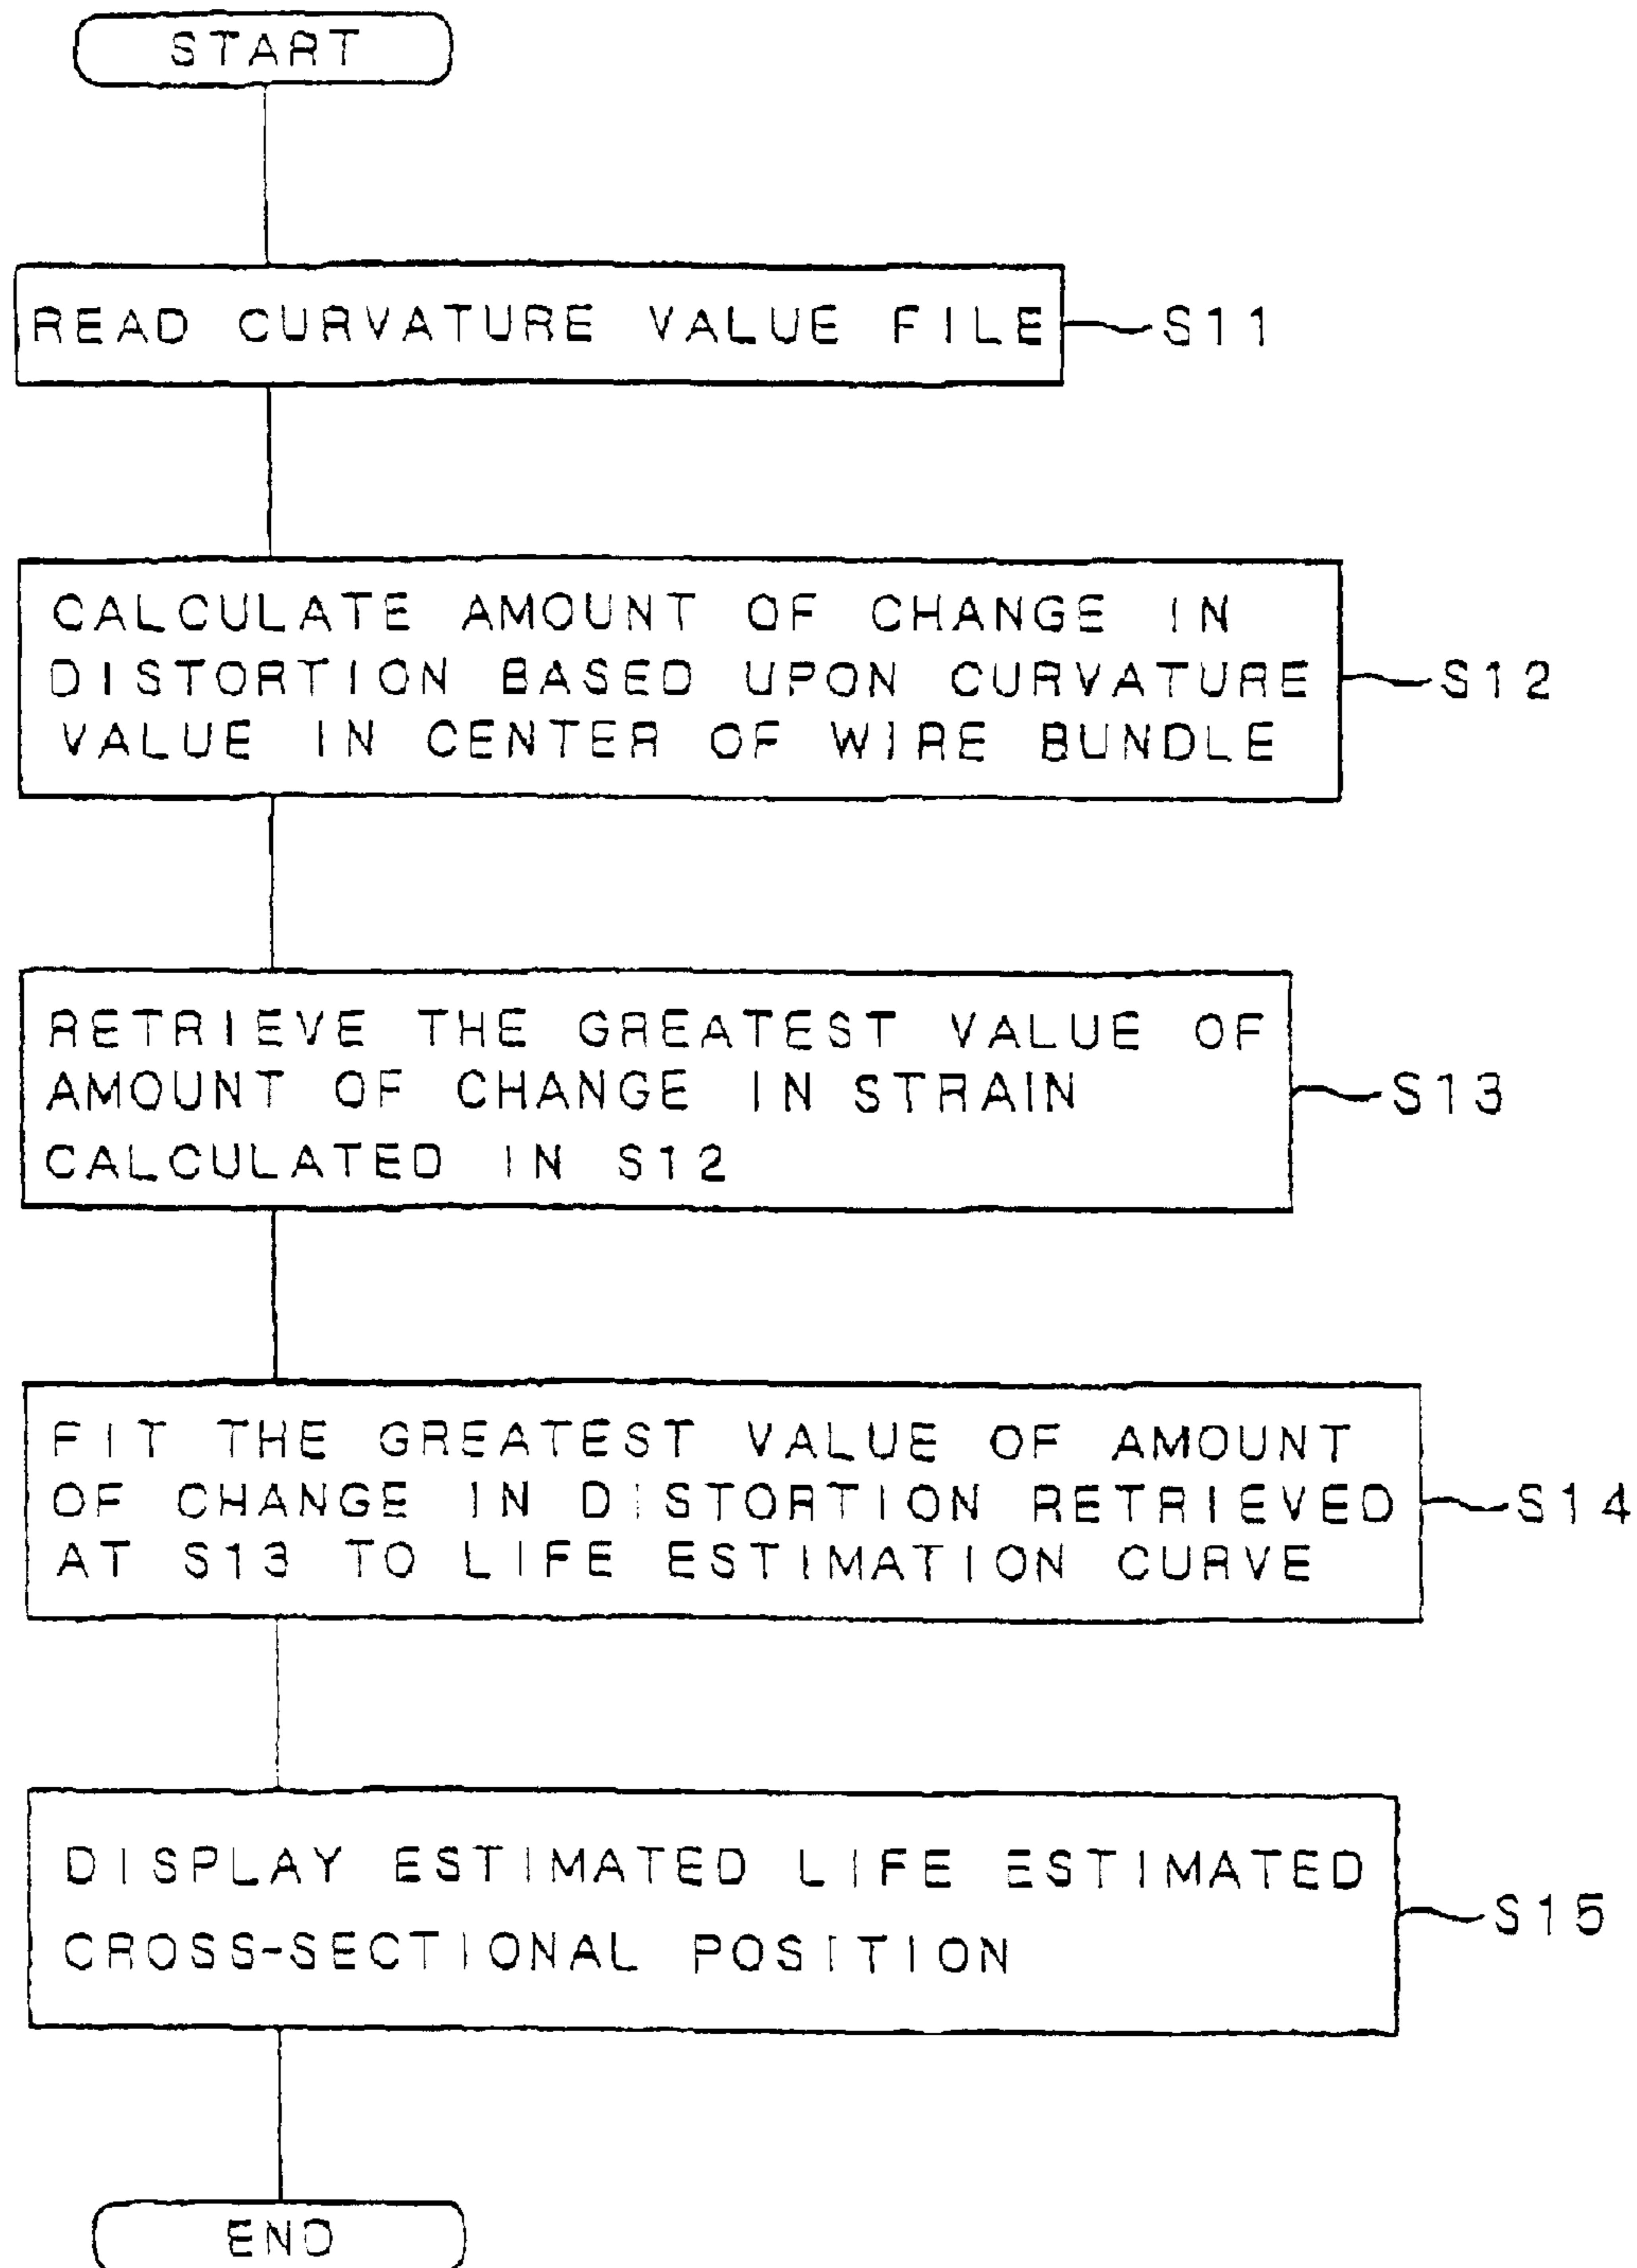 START
READ CURVATURE VALUE FILE
S11
CALCULATE AMOUNT OF CHANGE IN
DISTORTION BASED UPON CURVATURE
VALUE IN CENTER OF WIRE BUNDLE
S12
RETRIEVE THE GREATEST VALUE OF
AMOUNT OF CHANGE IN STRAIN
CALCULATED IN S12
S13
FIT THE GREATEST VALUE OF AMOUNT
OF CHANGE IN DISTORTION RETRIEVED
AT S13 TO LIFE ESTIMATION CURVE
S14
DISPLAY ESTIMATED LIFE ESTIMATED
CROSS-SECTIONAL POSITION
S15
END